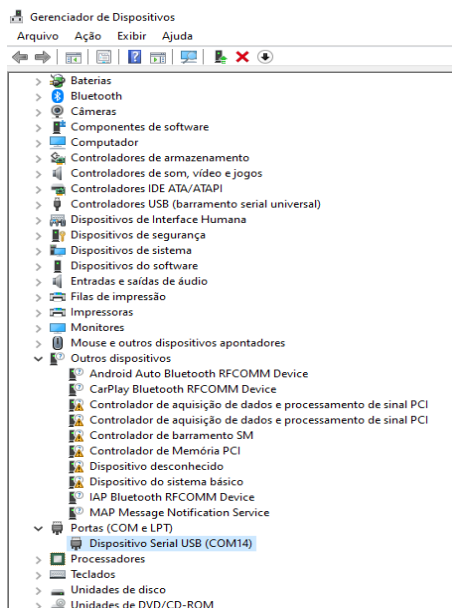 Gerenciador de Dispositivos
Arquivo Ação Exibir Ajuda
Baterias
Bluetooth
Câmeras
Componentes de software
Computador
Controladores de armazenamento
Controladores de som, vídeo e jogos
Controladores IDE ATA/ATAPI
Controladores USB (barramento serial universal)
Dispositivos de Interface Humana
Dispositivos de segurança
Dispositivos de sistema
Dispositivos do software
Entradas e saídas de áudio
Filas de impressão
Impressoras
Monitores
Mouse e outros dispositivos apontadores
Outros dispositivos
Android Auto Bluetooth RFCOMM Device
CarPlay Bluetooth RFCOMM Device
Controlador de aquisição de dados e processamento de sinal PCI
Controlador de aquisição de dados e processamento de sinal PCI
Controlador de barramento SM
Controlador de Memória PCI
Dispositivo desconhecido
Dispositivo do sistema básico
IAP Bluetooth RFCOMM Device
MAP Message Notification Service
Portas (COM e LPT)
Dispositivo Serial USB (COM14)
Processadores
Teclados
Unidades de disco
Unidades de DVD/CD-ROM